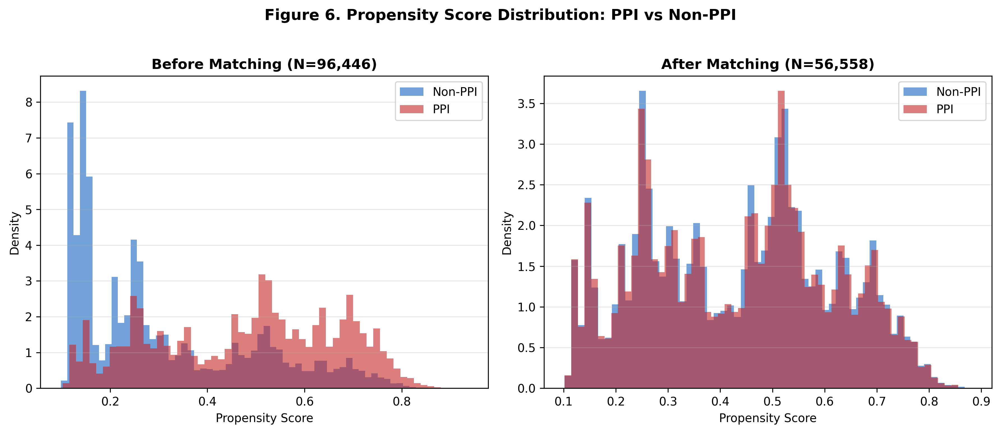 Figure 6. Propensity Score Distribution: PPI vs Non-PPI
Before Matching (N=96,446)
Non-PPI
PPI
8
7
6
5
4
3
2
1
0
Density
0.2
0.4
0.6
0.8
Propensity Score
After Matching (N=56,558)
Non-PPI
PPI
3.5
3.0
2.5
2.0
1.5
1.0
0.5
0.0
Density
0.1
0.2
0.3
0.4
0.5
0.6
0.7
0.8
0.9
Propensity Score